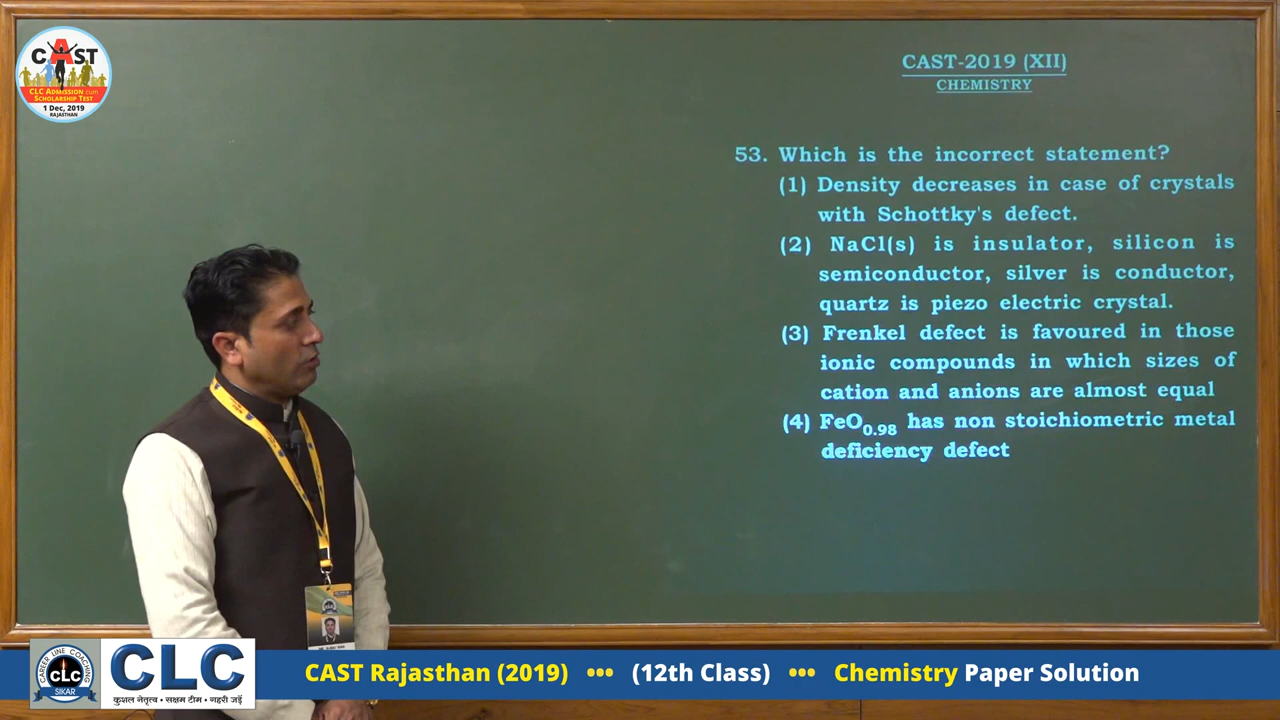 CAST
CLC ADMISSION cum
SCHOLARSHIP TEST
1 Dec, 2019
RAJASTHAN
CAST-2019 (XII)
CHEMISTRY
53. Which is the incorrect statement?
(1) Density decreases in case of crystals
with Schottky's defect.
(2) NaCl(s) is insulator, silicon is
semiconductor, silver is conductor,
quartz is piezo electric crystal.
(3) Frenkel defect is favoured in those
ionic compounds in which sizes of
cation and anions are almost equal
(4) FeO0.98 has non stoichiometric metal
deficiency defect
CAREER LINE COACHING
CLC
SIKAR
CLC
कुशल नेतृत्व • सक्षम टीम • गहरी जड़ें
CAST Rajasthan (2019) ••• (12th Class) ••• Chemistry Paper Solution